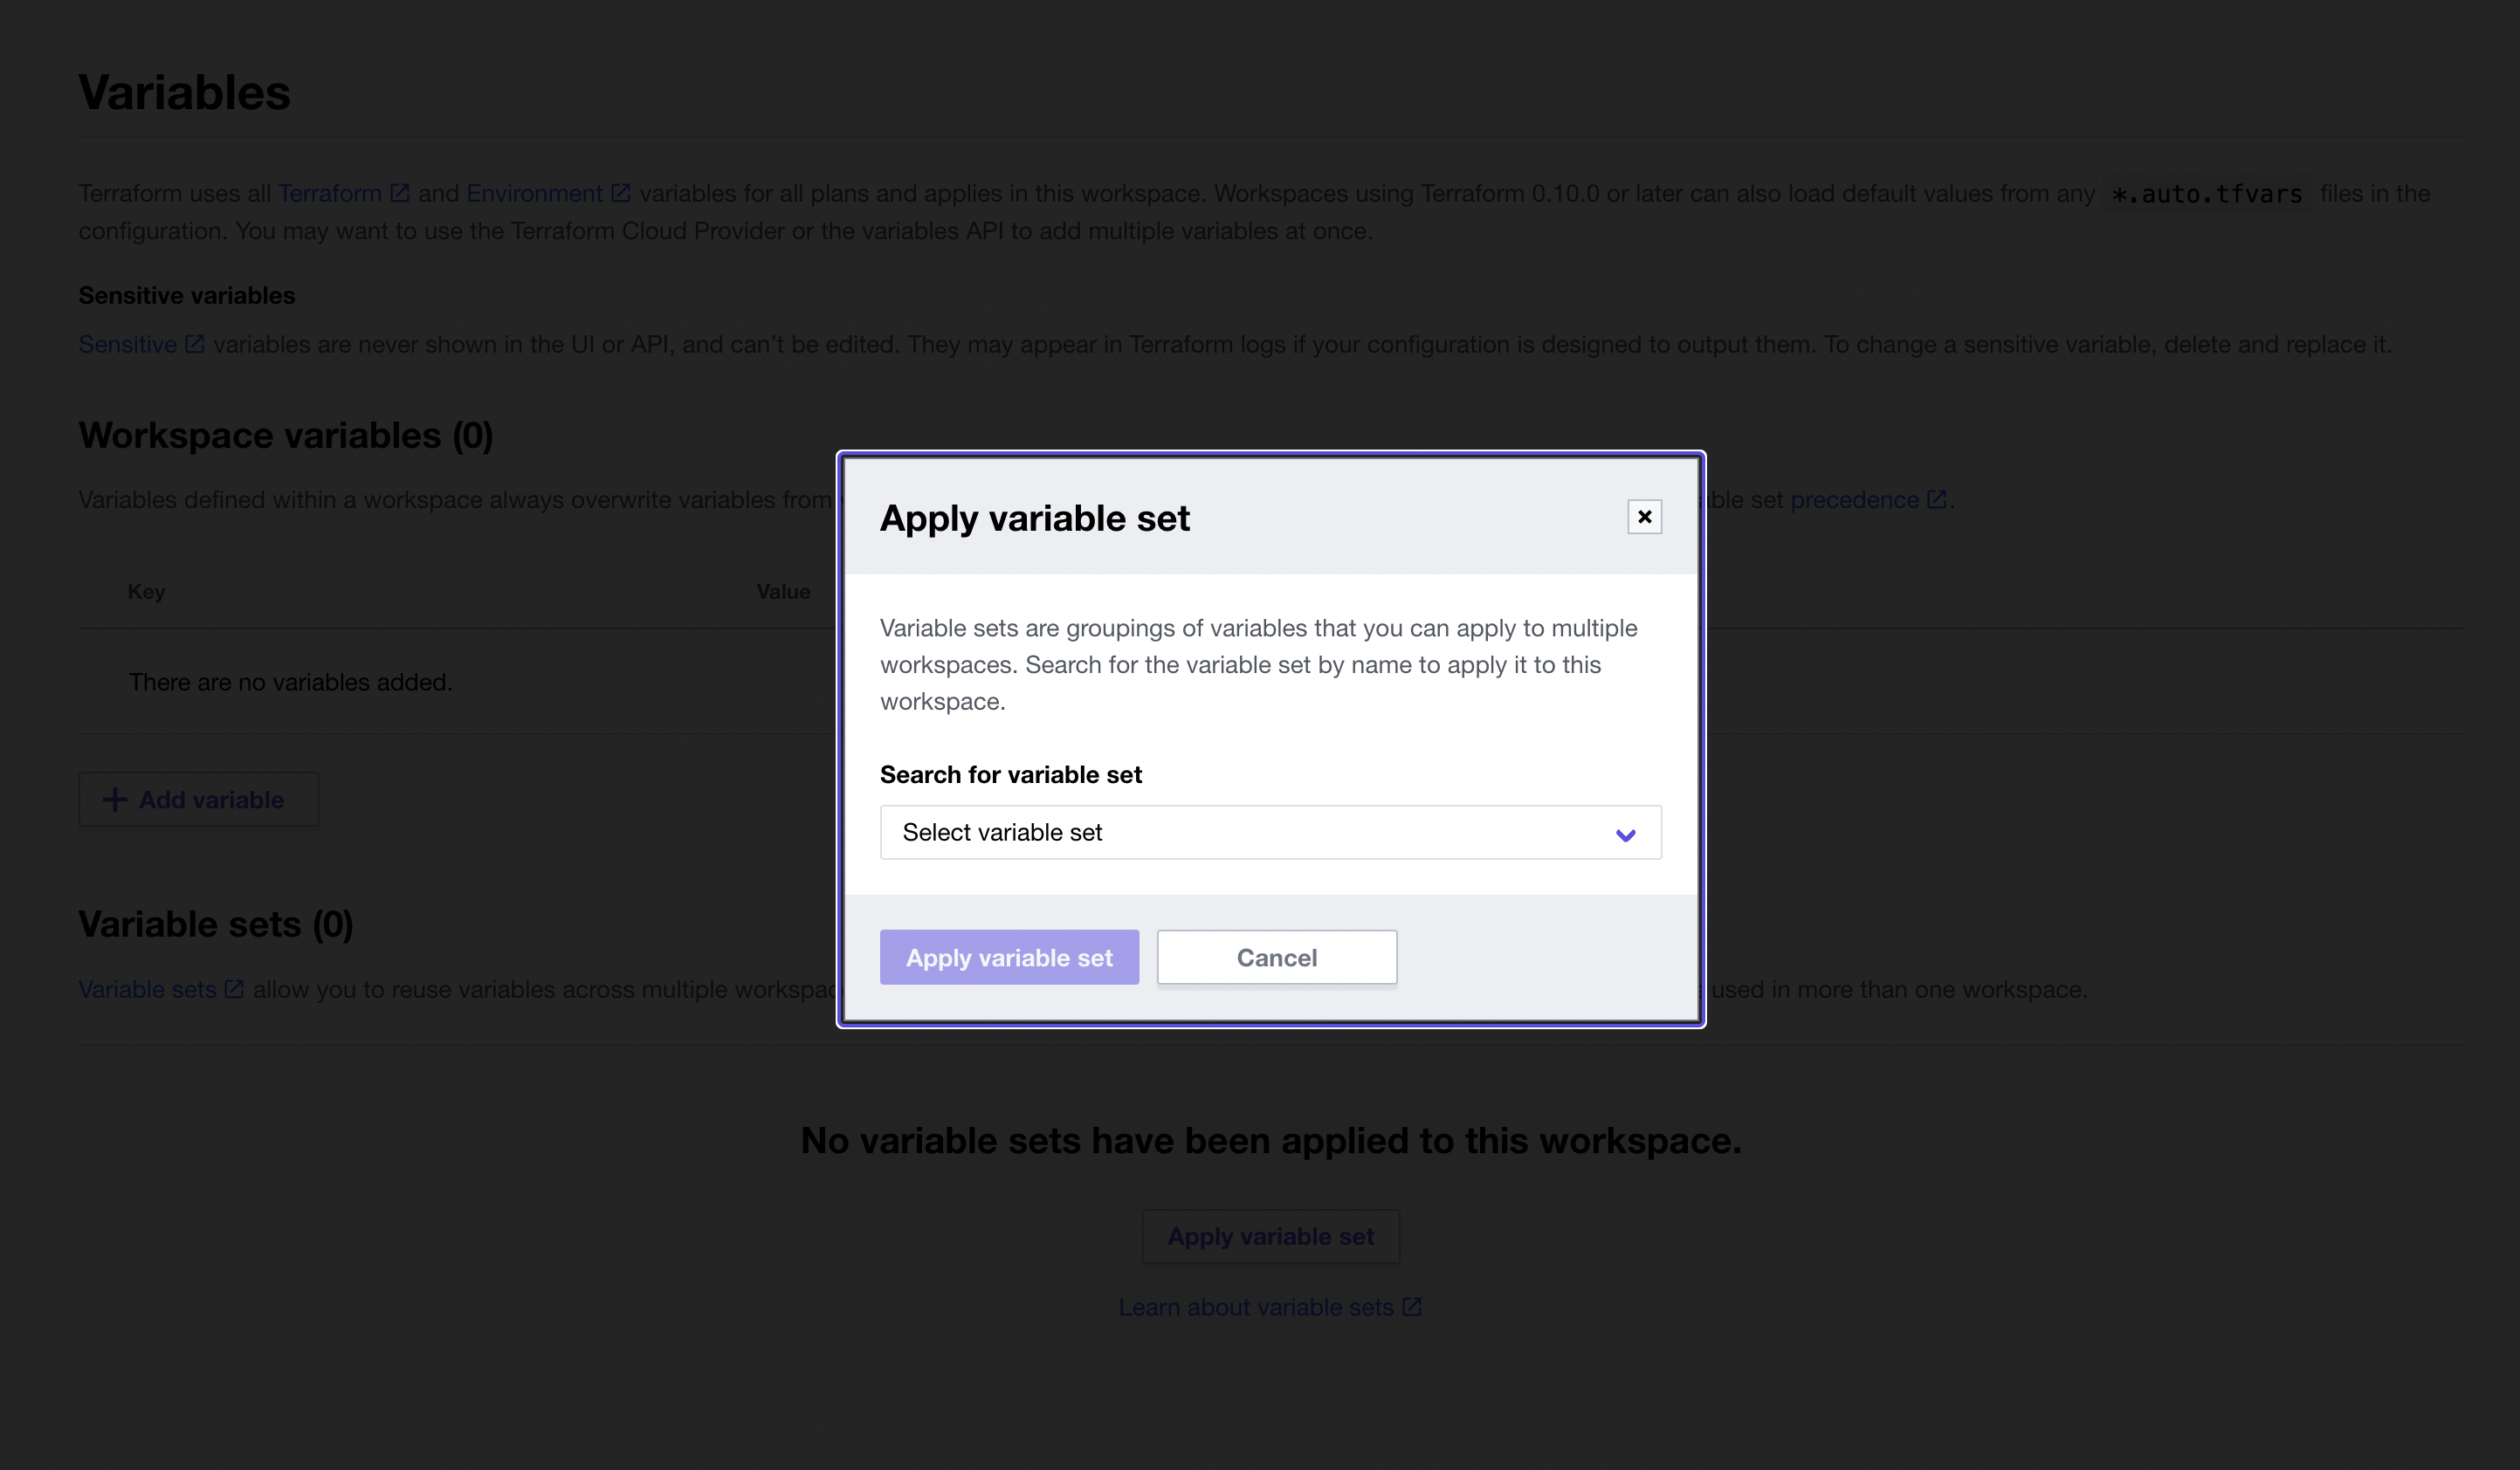 Variables
Terraform uses all Terraform and Environment variables for all plans and applies in this workspace. Workspaces using Terraform 0.10.0 or later can also load default values from any *.auto.tfvars files in the
configuration. You may want to use the Terraform Cloud Provider or the variables API to add multiple variables at once.
Sensitive variables
Sensitive variables are never shown in the UI or API, and can’t be edited. They may appear in Terraform logs if your configuration is designed to output them. To change a sensitive variable, delete and replace it.
Workspace variables (0)
Variables defined within a workspace always overwrite variables from
set precedence.
Key Value
There are no variables added.
+ Add variable
Variable sets (0)
Variable sets allow you to reuse variables across multiple
used in more than one workspace.
No variable sets have been applied to this workspace.
Apply variable set
Learn about variable sets
Apply variable set
Variable sets are groupings of variables that you can apply to multiple
workspaces. Search for the variable set by name to apply it to this
workspace.
Search for variable set
Select variable set
Apply variable set Cancel